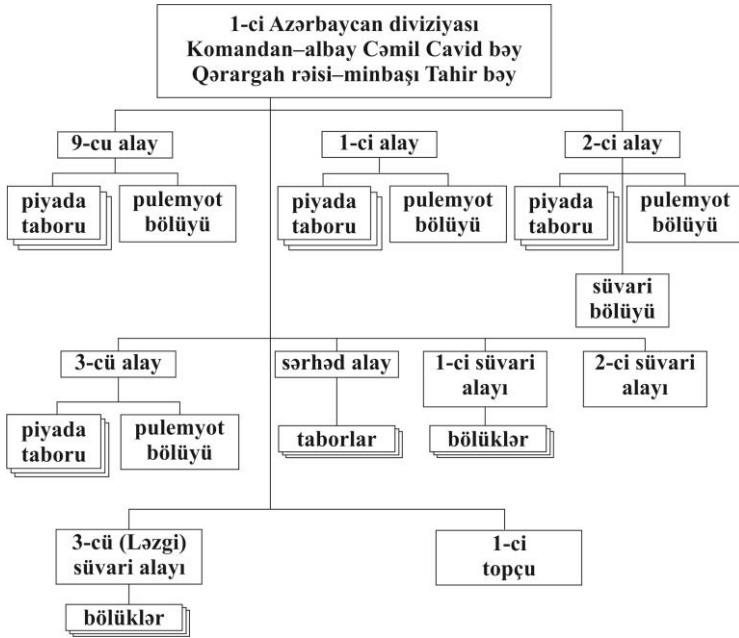 1-ci Azərbaycan diviziyası
Komandan–albay Cəmil Cavid bəy
Qərargah rəisi–minbaşı Tahir bəy
9-cu alay
1-ci alay
2-ci alay
piyada
taboru
pulemyot
bölüyü
piyada
taboru
pulemyot
bölüyü
piyada
taboru
pulemyot
bölüyü
süvari
bölüyü
3-cü alay
sərhəd alay
1-ci süvari
alayı
2-ci süvari
alayı
piyada
taboru
pulemyot
bölüyü
taborlar
bölüklər
3-cü (Ləzgi)
süvari alayı
1-ci
topçu
bölüklər